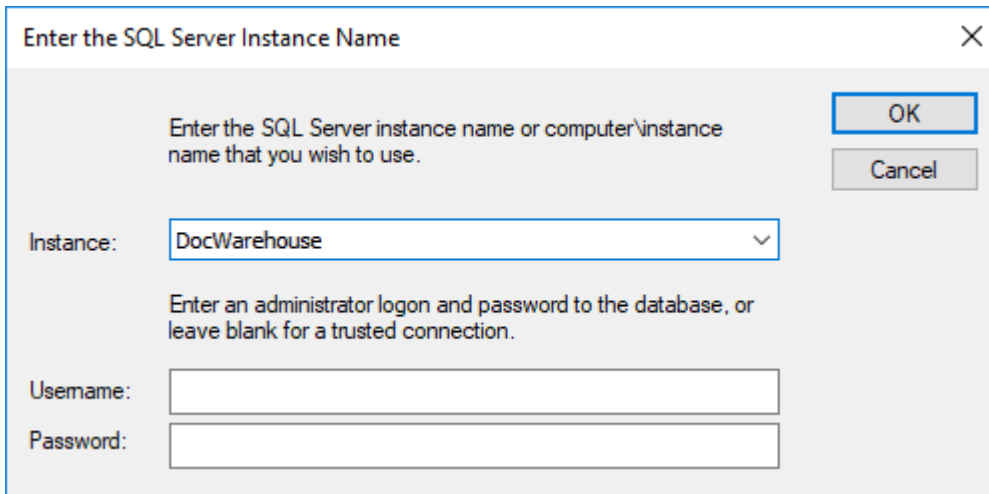 Enter the SQL Server Instance Name
Enter the SQL Server instance name or computer\instance
name that you wish to use.
OK
Cancel
Instance:
DocWarehouse
Enter an administrator logon and password to the database, or
leave blank for a trusted connection.
Username:
Password: